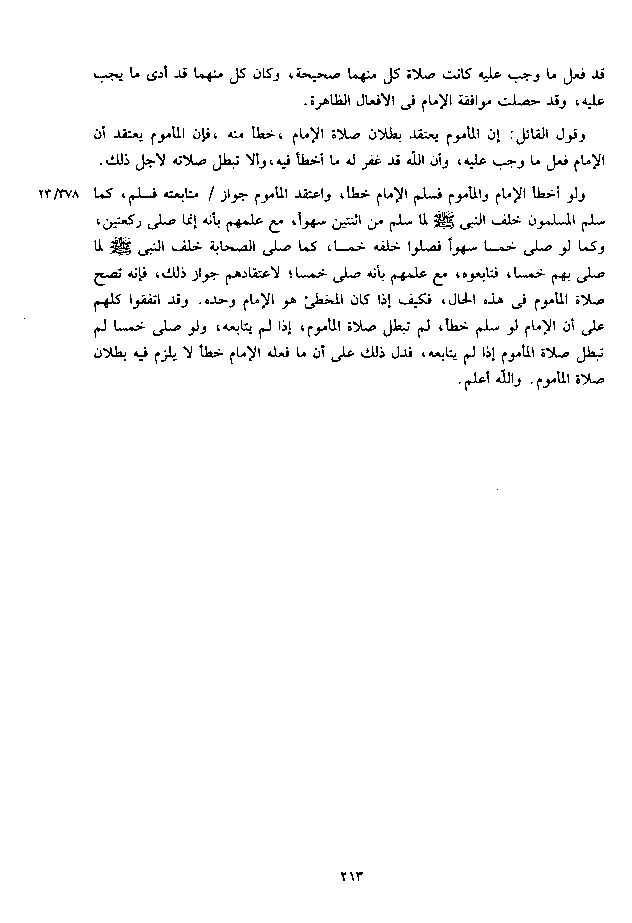 قد فعل ما وجب عليه كانت صلاة كل منهما صحيحة، وكان كل منهما قد أدى ما يجب
عليه، وقد حصلت موافقة الإمام فى الأفعال الظاهرة.
وقول القائل: إن المأموم يعتقد بطلان صلاة الإمام ،خطأ منه ،فإن المأموم يعتقد أن
الإمام فعل ما وجب عليه، وأن الله قد غفر له ما أخطأ فيه،وألا تبطل صلاته لأجل ذلك.
ولو أخطأ الإمام والمأموم فسلم الإمام خطأ، واعتقد المأموم جواز / متابعته فسلم، كما ٢٣/٣٧٨
سلم المسلمون خلف النبى ﷺ لما سلم من اثنتين سهواً، مع علمهم بأنه إنما صلى ركعتين،
وكما لو صلى خمسا سهواً فصلوا خلفه خمسا، كما صلى الصحابة خلف النبى ﷺ لما
صلى بهم خمسا، فتابعوه، مع علمهم بأنه صلى خمسا؛ لاعتقادهم جواز ذلك، فإنه تصح
صلاة المأموم فى هذه الحال، فكيف إذا كان المخطئ هو الإمام وحده. وقد اتفقوا كلهم
على أن الإمام لو سلم خطأ، لم تبطل صلاة المأموم، إذا لم يتابعه، ولو صلى خمسا لم
تبطل صلاة المأموم إذا لم يتابعه، فدل ذلك على أن ما فعله الإمام خطأ لا يلزم فيه بطلان
صلاة المأموم. والله أعلم.
٢١٣